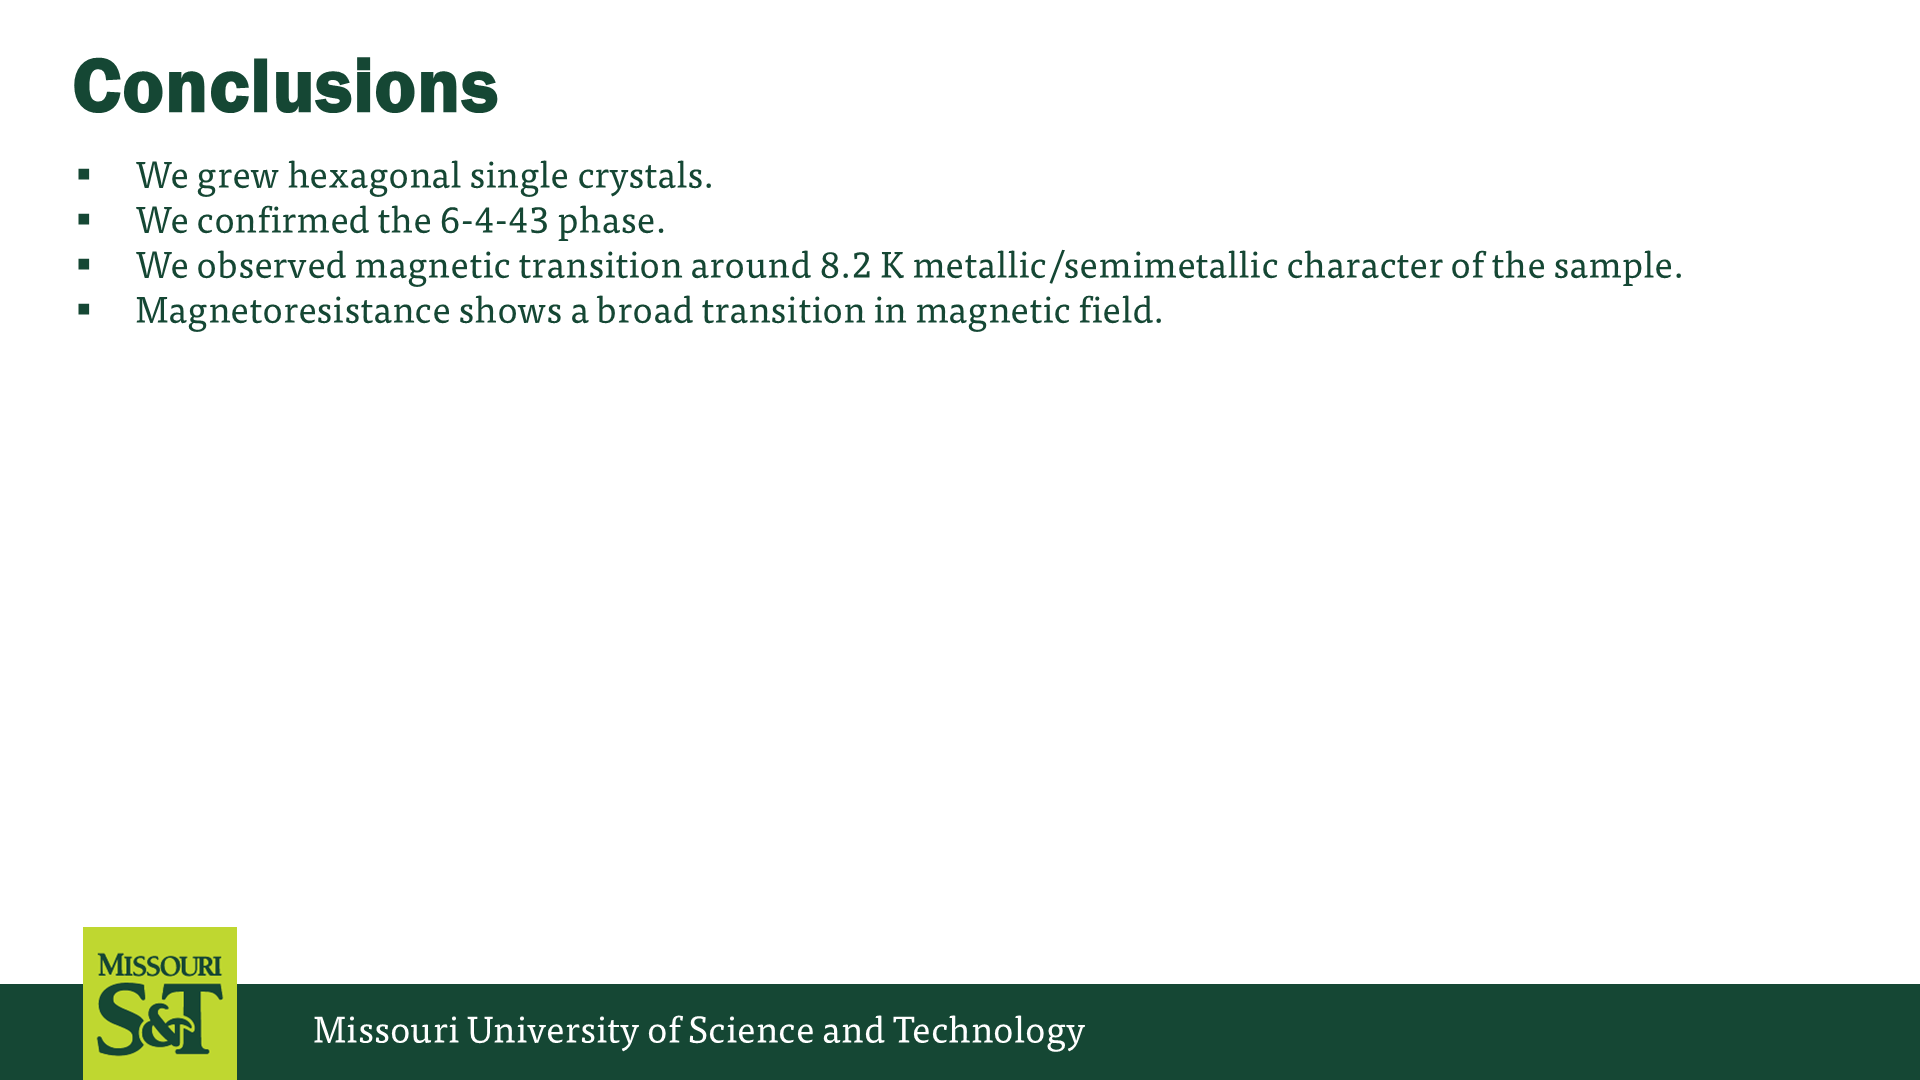 Conclusions
▪ We grew hexagonal single crystals.
▪ We confirmed the 6-4-43 phase.
▪ We observed magnetic transition around 8.2 K metallic/semimetallic character of the sample.
▪ Magnetoresistance shows a broad transition in magnetic field.
MISSOURI
S&T
Missouri University of Science and Technology